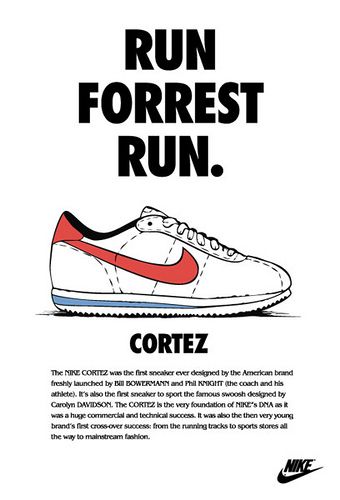 RUN
FORREST
RUN.
CORTEZ
The NIKE CORTEZ was the first sneaker ever designed by the American brand
freshly launched by Bill BOWERMANN and Phil KNIGHT (the coach and his
athlete). It's also the first sneaker to sport the famous swoosh designed by
Carolyn DAVIDSON. The CORTEZ is the very foundation of NIKE'S DNA as it
was a huge commercial and technical success. It was also the then very young
brand's first cross-over success: from the running tracks to sports stores all
the way to mainstream fashion.
NIKE